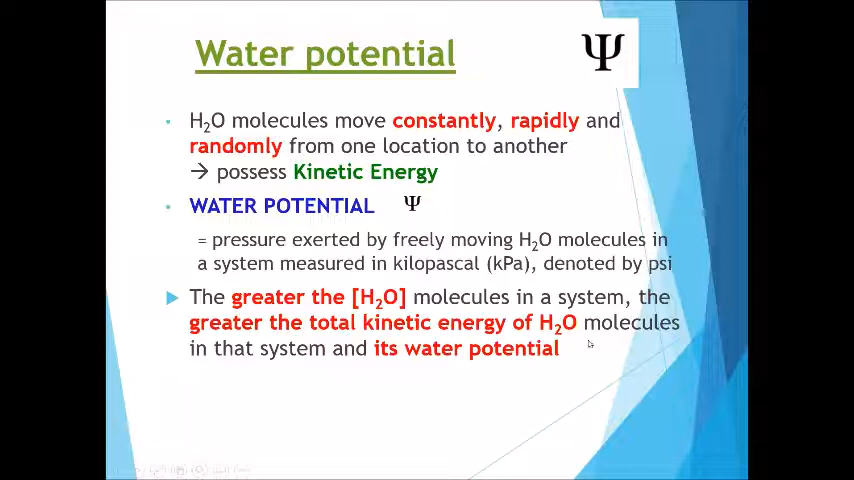 Water potential
Ψ
• H₂O molecules move constantly, rapidly and
randomly from one location to another
→ possess Kinetic Energy
• WATER POTENTIAL Ψ
= pressure exerted by freely moving H₂O molecules in
a system measured in kilopascal (kPa), denoted by psi
The greater the [H₂O] molecules in a system, the
greater the total kinetic energy of H₂O molecules
in that system and its water potential